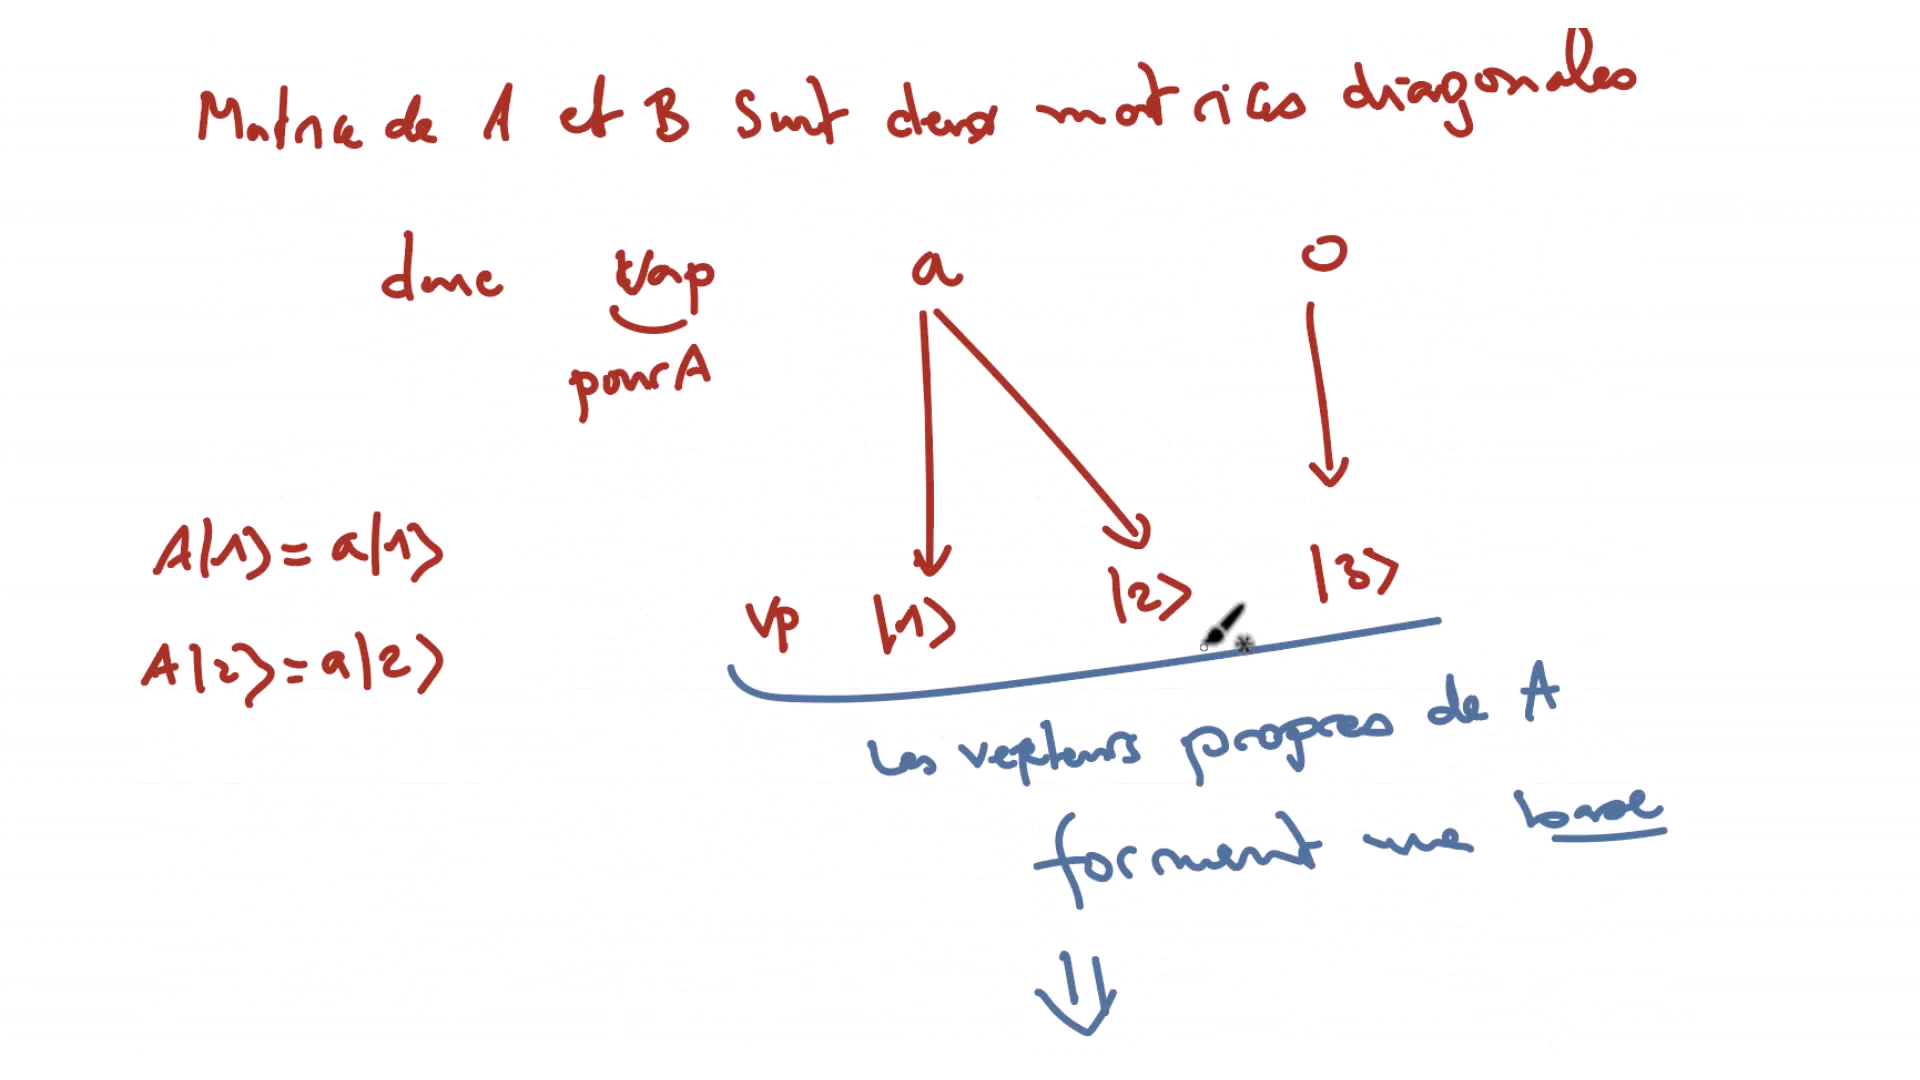 Matrice de A et B sont deux matrices diagonales
donc vap a 0
pour A
A|1⟩ = a|1⟩
vp |1⟩ |2⟩ |3⟩
A|2⟩ = a|2⟩
Les vecteurs propres de A
forment une base
⇓